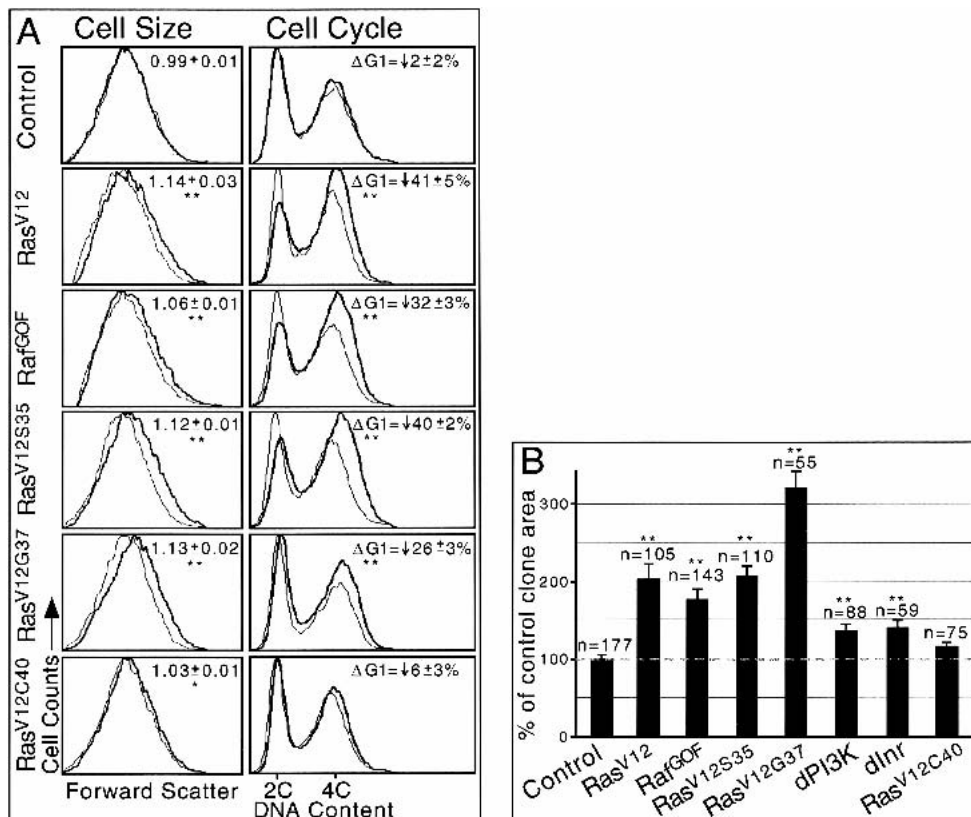 A
Cell Size
Cell Cycle
Control
0.99±0.01
ΔG1=↓2±2%
RasV12
1.14±0.03
**
ΔG1=↓41±5%
**
RafGOF
1.06±0.01
**
ΔG1=↓32±3%
**
RasV12S35
1.12±0.01
**
ΔG1=↓40±2%
**
RasV12G37
1.13±0.02
**
ΔG1=↓26±3%
**
RasV12C40
1.03±0.01
*
ΔG1=↓6±3%
Cell Counts
Forward Scatter
2C 4C
DNA Content
B
% of control clone area
300
200
100
0
n=177
**
n=105
**
n=143
**
n=110
**
n=55
**
n=88
**
n=59
n=75
Control
RasV12
RafGOF
RasV12S35
RasV12G37
dPI3K
dInr
RasV12C40